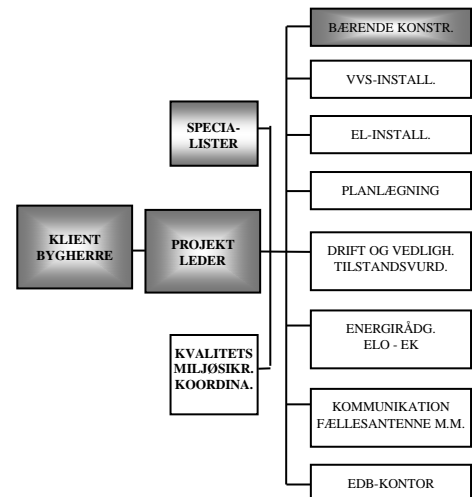 BÆRENDE KONSTR.
VVS-INSTALL.
SPECIA-
LISTER
EL-INSTALL.
PLANLÆGNING
KLIENT
BYGHERRE
PROJEKT
LEDER
DRIFT OG VEDLIGH.
TILSTANDSVURD.
KVALITETS
MILJØSIKR.
KOORDINA.
ENERGIRÅDG.
ELO - EK
KOMMUNIKATION
FÆLLESANTENNE M.M.
EDB-KONTOR